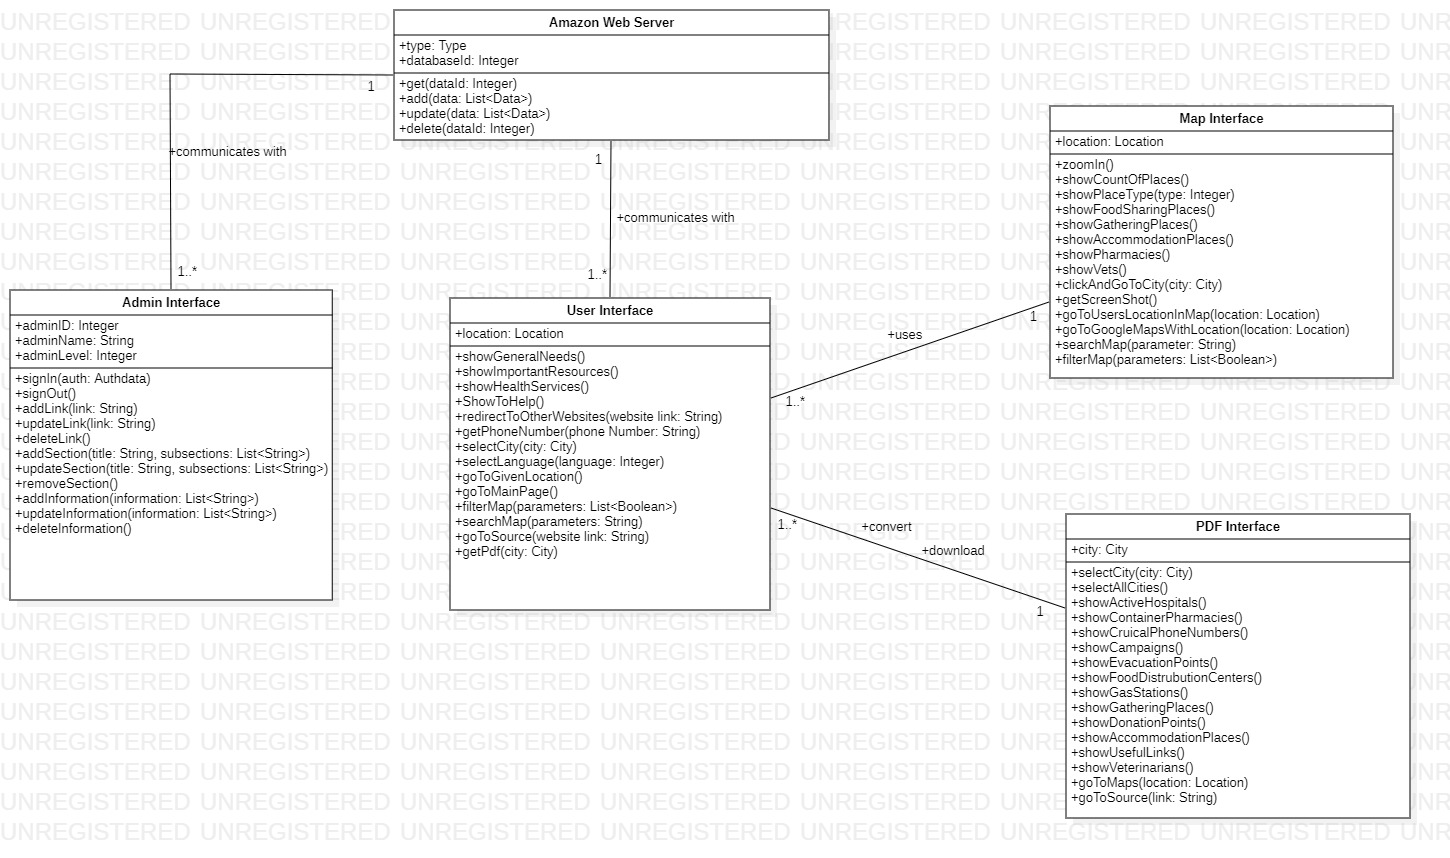 Amazon Web Server
+type: Type
+databaseId: Integer
+get(dataId: Integer)
+add(data: List<Data>)
+update(data: List<Data>)
+delete(dataId: Integer)
1
+communicates with
1..*
1
+communicates with
1..*
Admin Interface
+adminID: Integer
+adminName: String
+adminLevel: Integer
+signIn(auth: Authdata)
+signOut()
+addLink(link: String)
+updateLink(link: String)
+deleteLink()
+addSection(title: String, subsections: List<String>)
+updateSection(title: String, subsections: List<String>)
+removeSection()
+addInformation(information: List<String>)
+updateInformation(information: List<String>)
+deleteInformation()
User Interface
+location: Location
+showGeneralNeeds()
+showImportantResources()
+showHealthServices()
+ShowToHelp()
+redirectToOtherWebsites(website link: String)
+getPhoneNumber(phone Number: String)
+selectCity(city: City)
+selectLanguage(language: Integer)
+goToGivenLocation()
+goToMainPage()
+filterMap(parameters: List<Boolean>)
+searchMap(parameters: String)
+goToSource(website link: String)
+getPdf(city: City)
+uses
1
1..*
Map Interface
+location: Location
+zoomIn()
+showCountOfPlaces()
+showPlaceType(type: Integer)
+showFoodSharingPlaces()
+showGatheringPlaces()
+showAccommodationPlaces()
+showPharmacies()
+showVets()
+clickAndGoToCity(city: City)
+getScreenShot()
+goToUsersLocationInMap(location: Location)
+goToGoogleMapsWithLocation(location: Location)
+searchMap(parameter: String)
+filterMap(parameters: List<Boolean>)
1..*
+convert
+download
1
PDF Interface
+city: City
+selectCity(city: City)
+selectAllCities()
+showActiveHospitals()
+showContainerPharmacies()
+showCruicalPhoneNumbers()
+showCampaigns()
+showEvacuationPoints()
+showFoodDistrubutionCenters()
+showGasStations()
+showGatheringPlaces()
+showDonationPoints()
+showAccommodationPlaces()
+showUsefulLinks()
+showVeterinarians()
+goToMaps(location: Location)
+goToSource(link: String)
UNREGISTERED